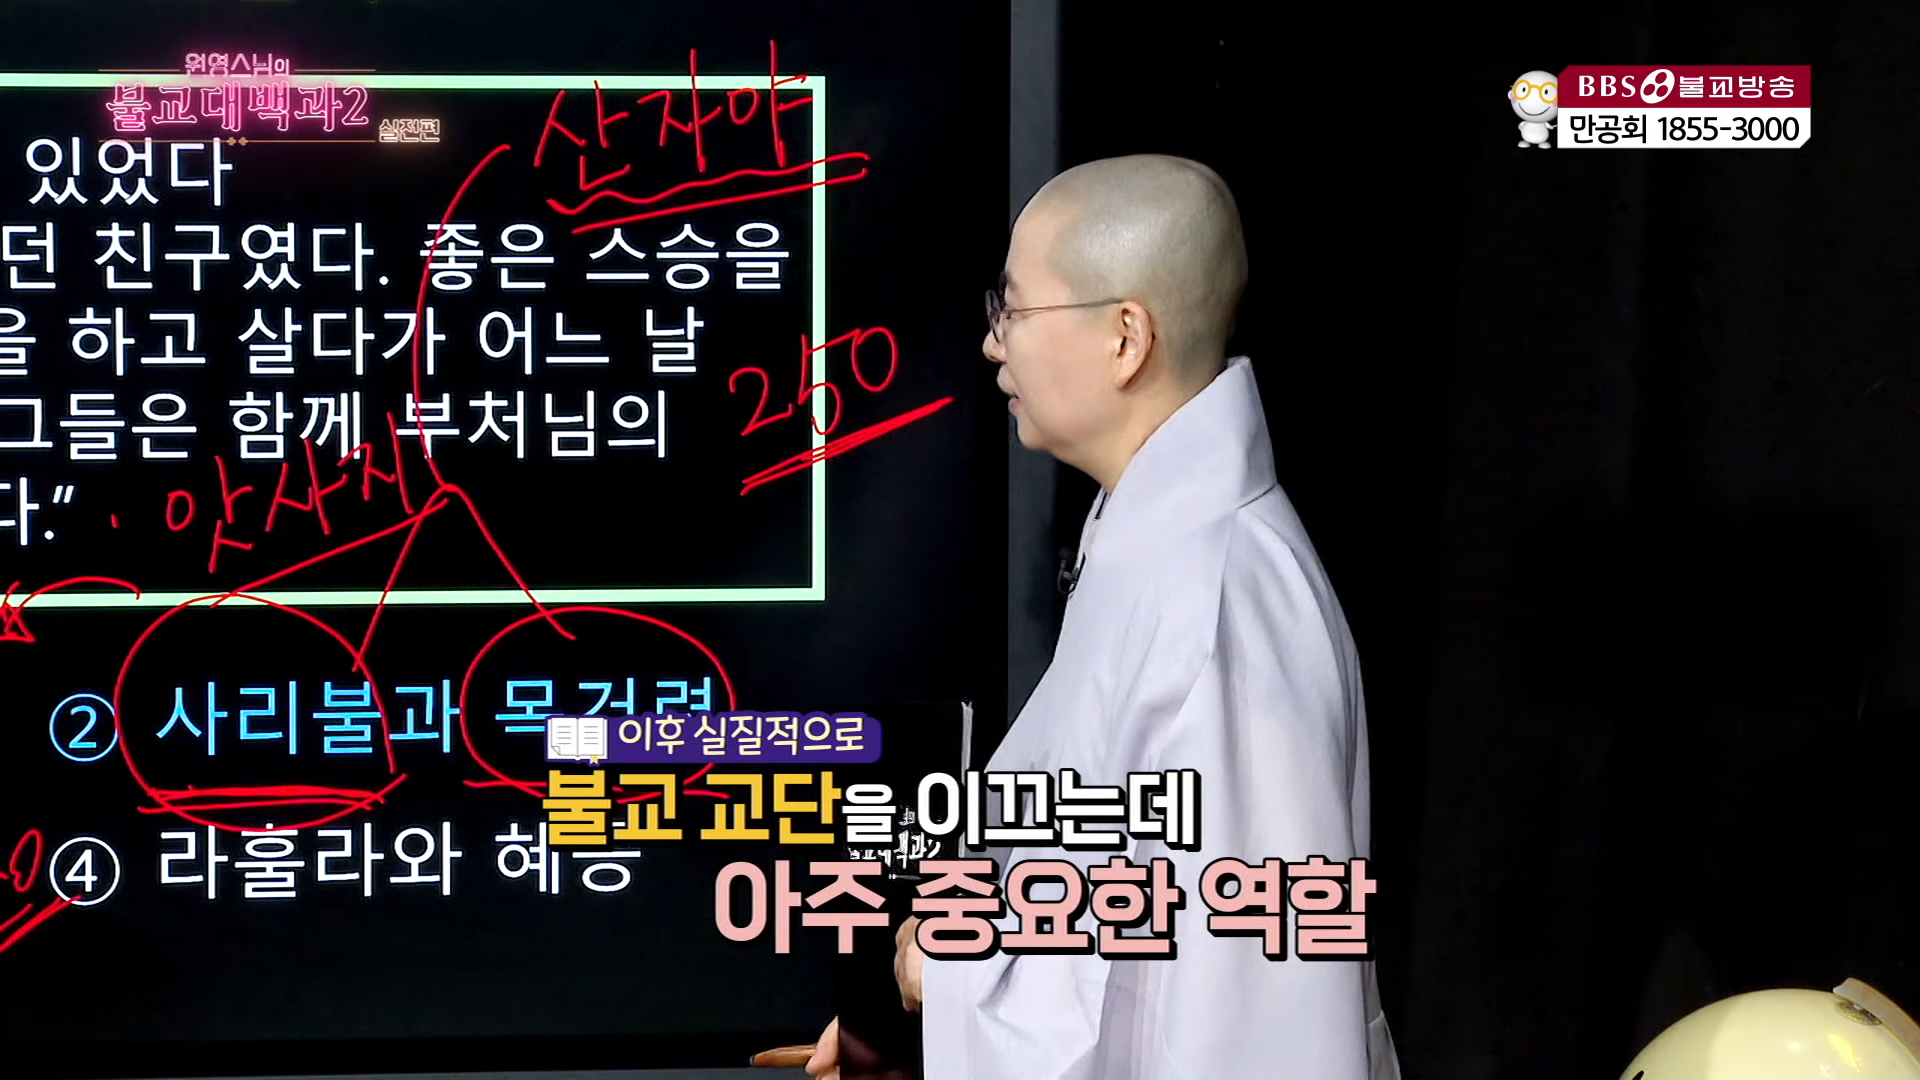 원영스님의
불교대백과2
실전편
BBS 불교방송
만공회 1855-3000
산자야
있었다
던 친구였다. 좋은 스승을
을 하고 살다가 어느 날
250
그들은 함께 부처님의
다."
앗사지
② 사리불과 목건련
④ 라훌라와 혜능
이후 실질적으로
불교 교단을 이끄는데
아주 중요한 역할